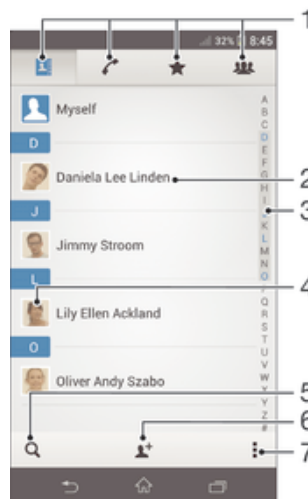 1
32% 8:45
Myself
A
B
C
D
D
E
F
2
Daniela Lee Linden
G
H
I
3
J
K
Jimmy Stroom
L
M
N
4
L
O
Lily Ellen Ackland
Q
R
S
T
O
U
V
W
Oliver Andy Szabo
X
Y
5
Z
6
#
7